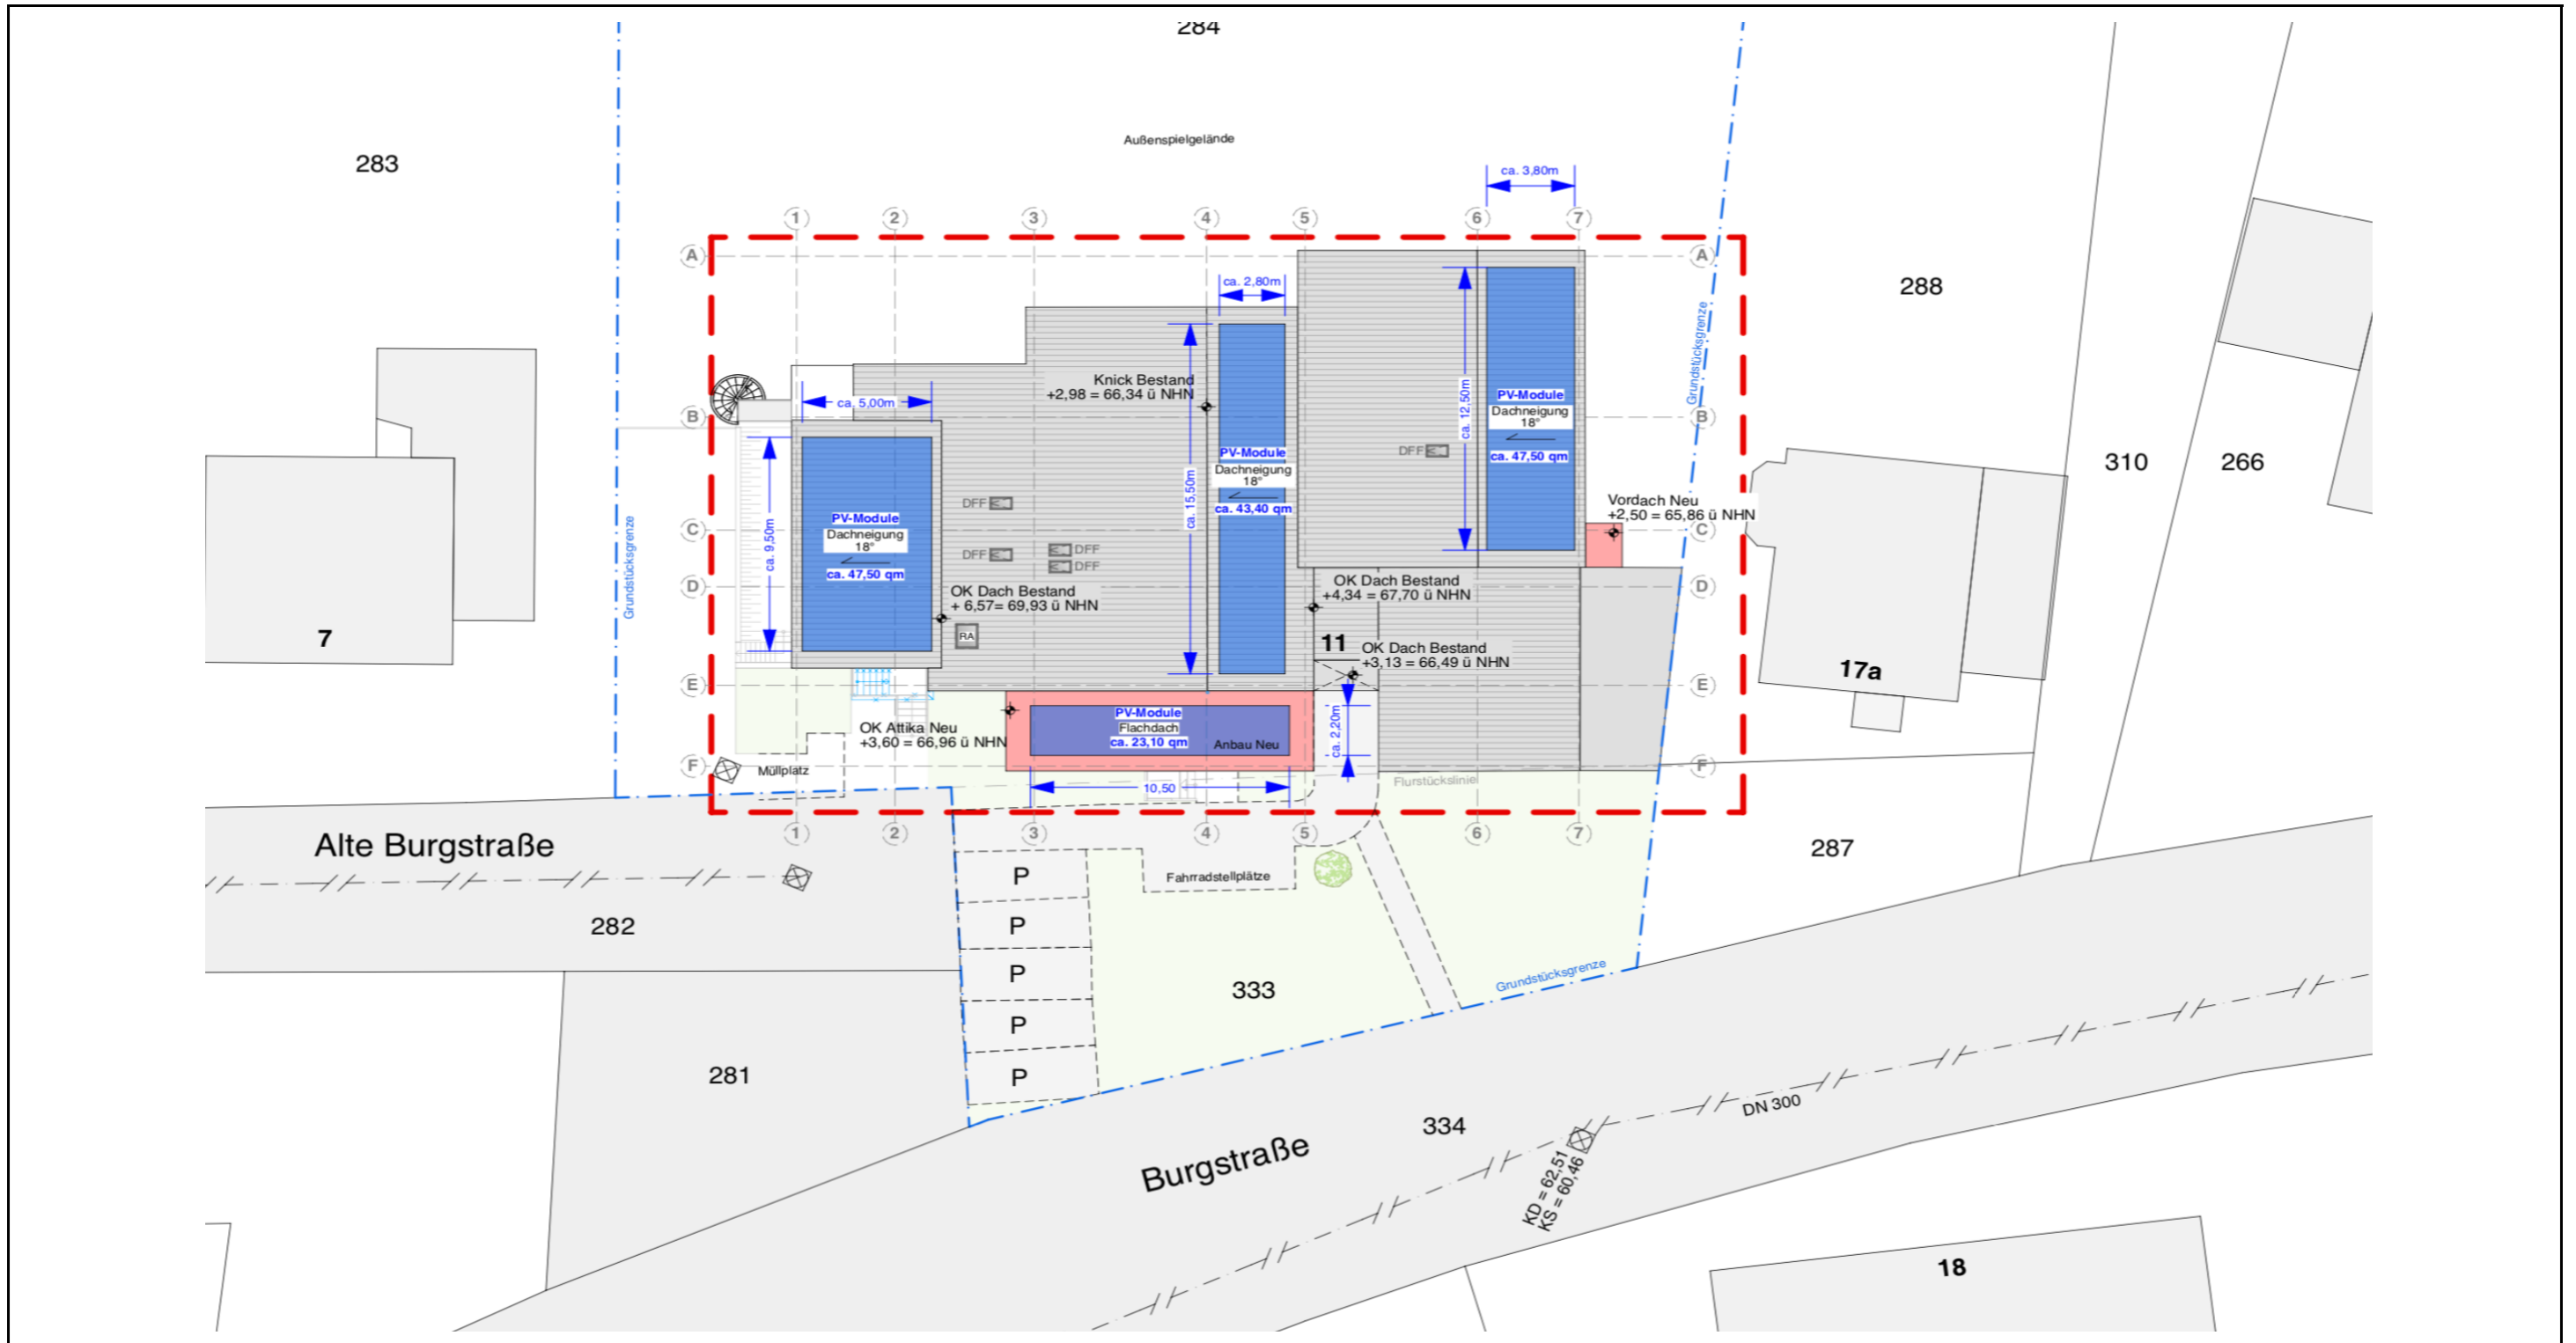 284
283
Außenspielgelände
ca. 3,80m
1
2
3
4
5
6
7
A
A
288
ca. 2,80m
Grundstücksgrenze
Knick Bestand
+2,98 = 66,34 ü NHN
ca. 5,00m
ca. 12,50m
PV-Module
Dachneigung
18°
ca. 47,50 qm
B
B
DFF
310
266
PV-Module
Dachneigung
18°
ca. 43,40 qm
ca. 15,50m
Vordach Neu
+2,50 = 65,86 ü NHN
DFF
DFF
DFF
DFF
C
C
PV-Module
Dachneigung
18°
ca. 47,50 qm
ca. 9,50m
Grundstücksgrenze
D
D
OK Dach Bestand
+ 6,57= 69,93 ü NHN
OK Dach Bestand
+4,34 = 67,70 ü NHN
RA
7
11
OK Dach Bestand
+3,13 = 66,49 ü NHN
17a
E
E
PV-Module
Flachdach
ca. 23,10 qm
Anbau Neu
ca. 2,20m
OK Attika Neu
+3,60 = 66,96 ü NHN
F
F
Müllplatz
Flurstückslinie
10,50
1
2
3
4
5
6
7
Alte Burgstraße
287
P
Fahrradstellplätze
282
P
P
333
Grundstücksgrenze
P
281
P
334
DN 300
Burgstraße
KD = 62,51
KS = 60,46
18